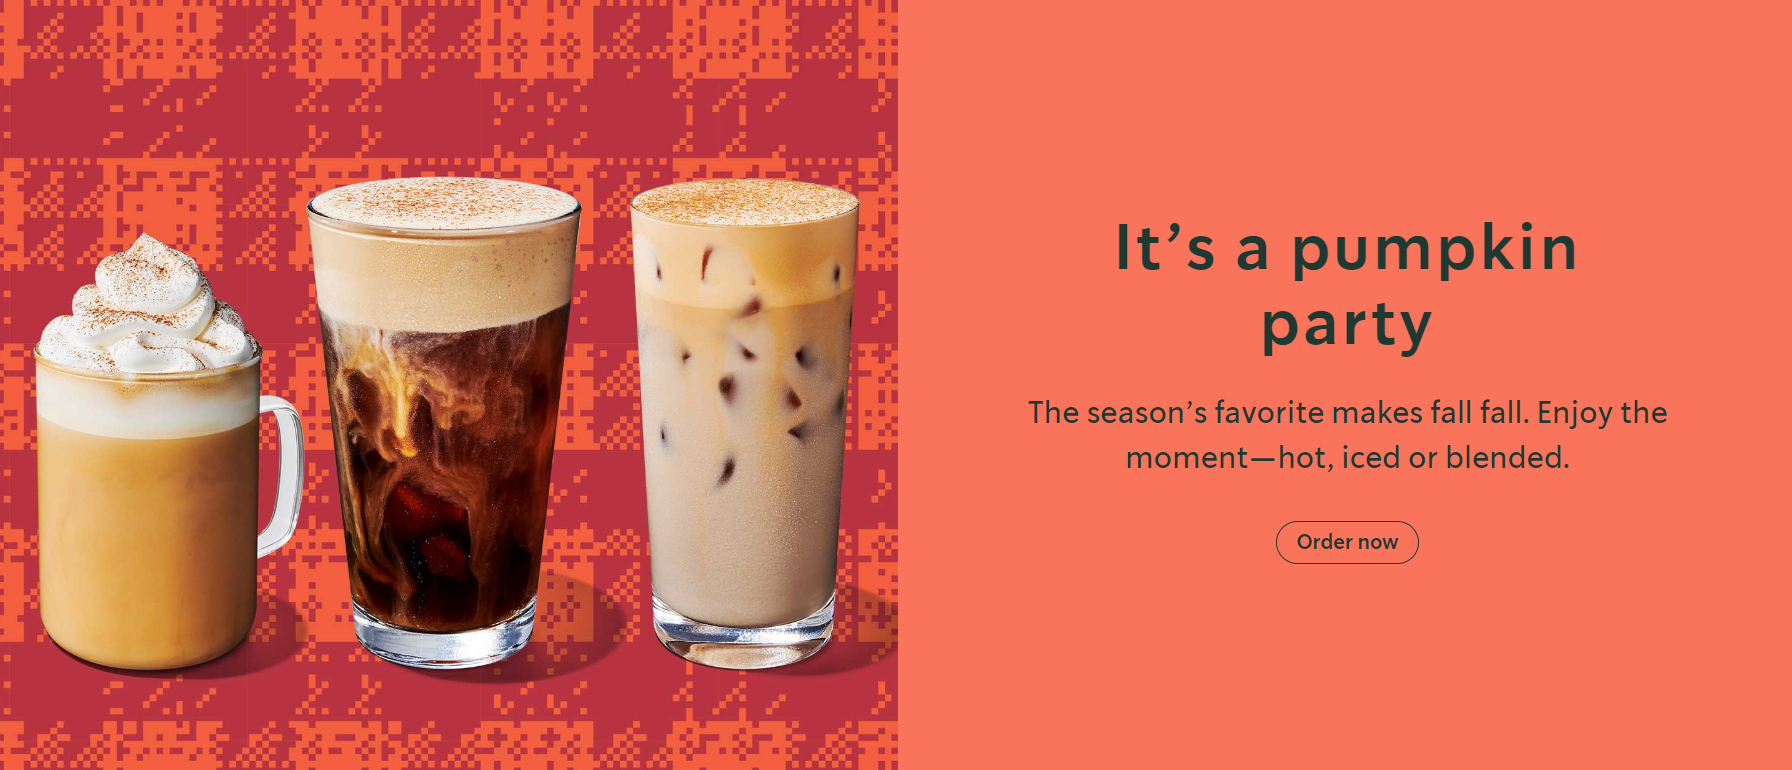 It’s a pumpkin
party
The season’s favorite makes fall fall. Enjoy the
moment—hot, iced or blended.
Order now